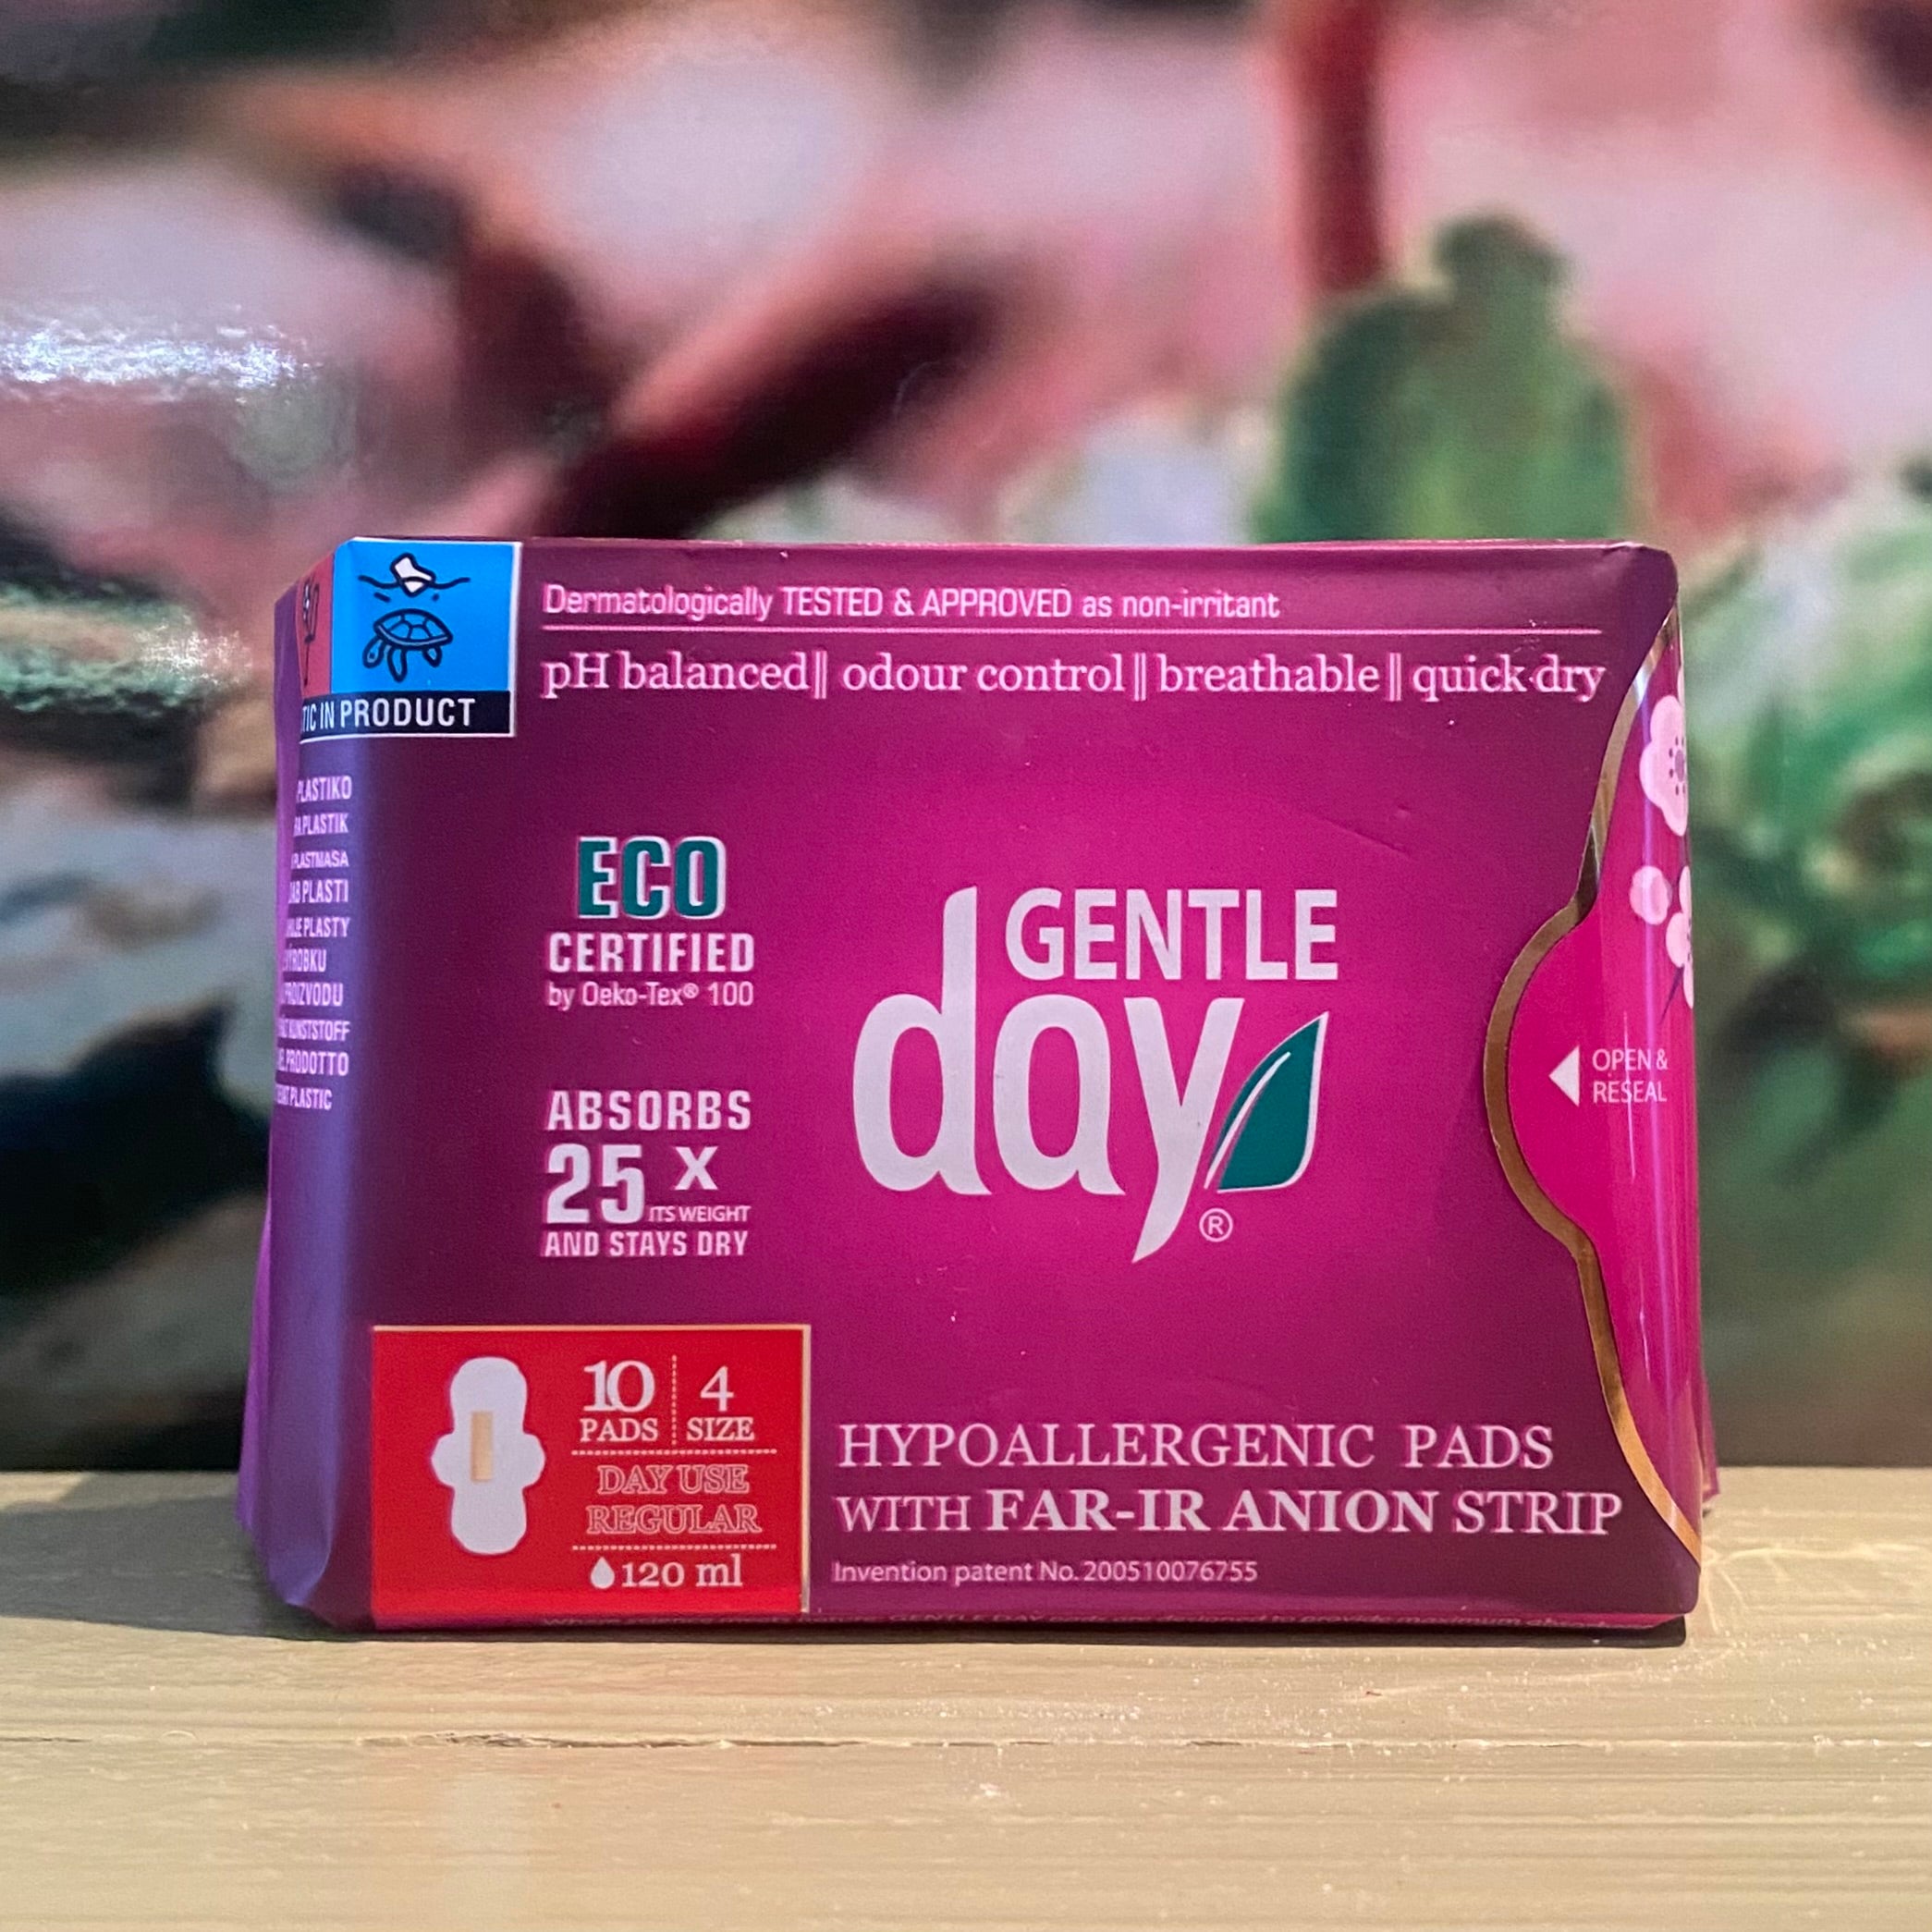 Dermatologically TESTED & APPROVED as non-irritant
pH balanced || odour control || breathable || quick-dry
IN PRODUCT
PLASTIKO
PLASTIK
PLASTI
PLASTY
PRODOTTO
PLASTIC
ECO
CERTIFIED
by Oeko-Tex® 100
ABSORBS
25 X
ITS WEIGHT
AND STAYS DRY
GENTLE
day
®
OPEN &
RESEAL
10 4
PADS SIZE
DAY USE
REGULAR
120 ml
HYPOALLERGENIC PADS
WITH FAR-IR ANION STRIP
Invention patent No. 200510076755